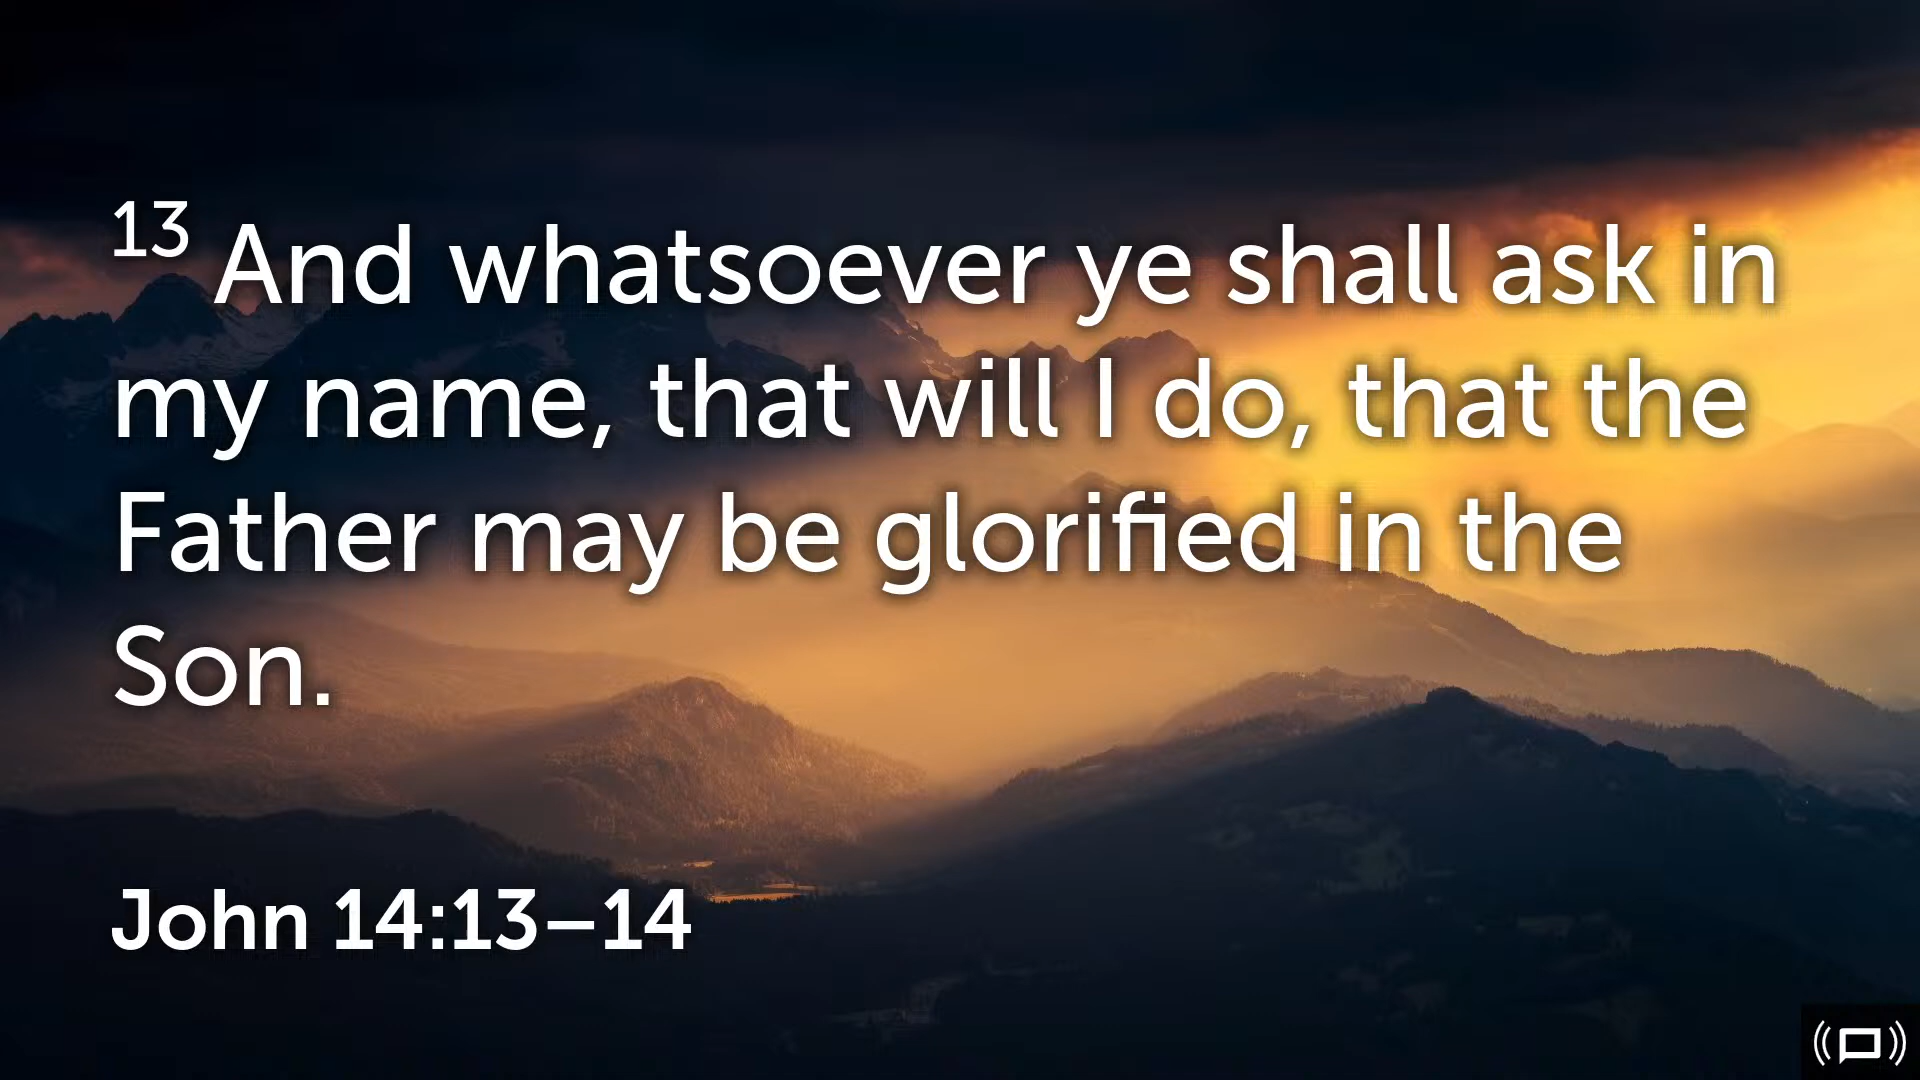 13 And whatsoever ye shall ask in
my name, that will I do, that the
Father may be glorified in the
Son.
John 14:13–14